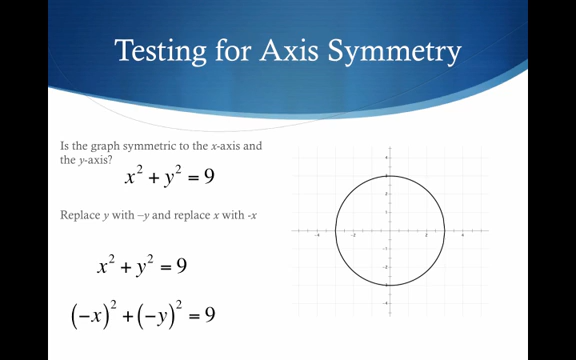 Testing for Axis Symmetry
Is the graph symmetric to the x-axis and
the y-axis?
x² + y² = 9
Replace y with –y and replace x with -x
x² + y² = 9
(−x)² + (−y)² = 9